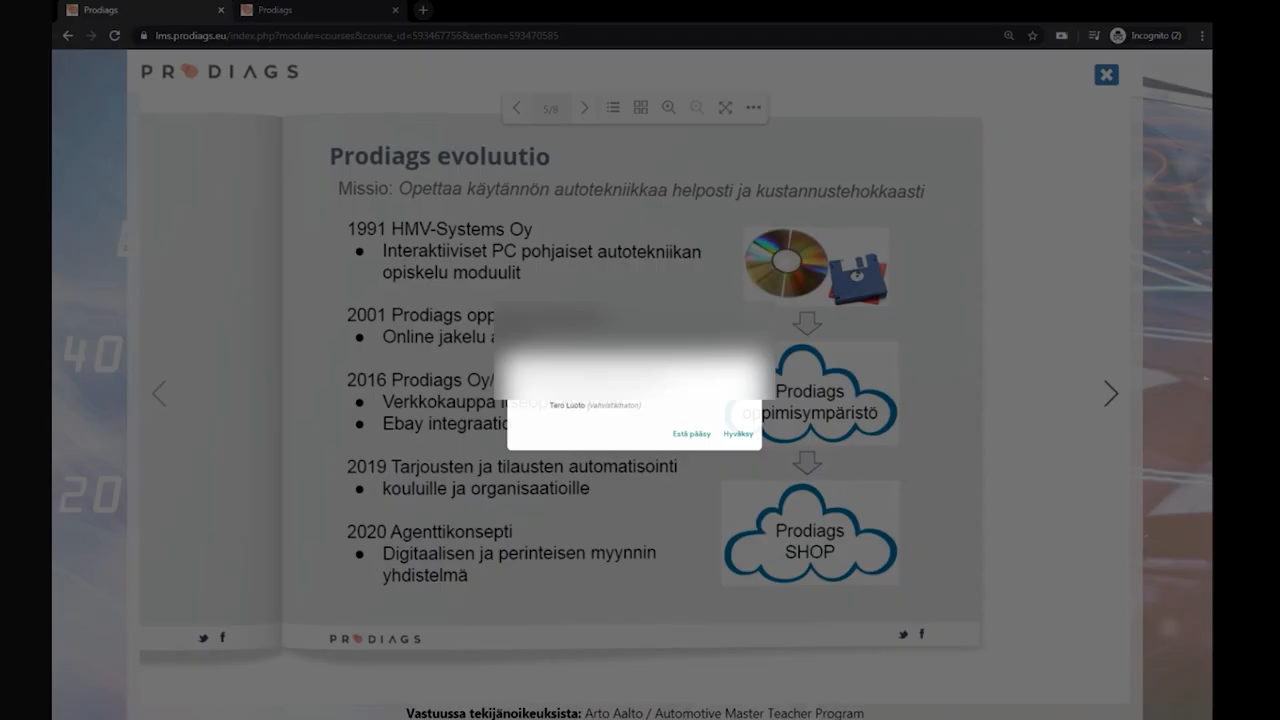 Prodiags
Prodiags
lms.prodiags.eu/index.php?module=courses&course_id=593467756&section=593470585
Incognito (2)
PRODIAGS
5/8
Prodiags evoluutio
Missio: Opettaa käytännön autotekniikkaa helposti ja kustannustehokkaasti
1991 HMV-Systems Oy
Interaktiiviset PC pohjaiset autotekniikan
opiskelu moduulit
2001 Prodiags
Online jakelu
2016 Prodiags Oy/
Verkkokauppa
Ebay
Tero Luoto (vahvistamaton)
Estä pääsy Hyväksy
2019 Tarjousten ja tilausten automatisointi
kouluille ja organisaatioille
2020 Agenttikonsepti
Digitaalisen ja perinteisen myynnin
yhdistelmä
Prodiags
oppimisympäristö
Prodiags
SHOP
40
20
PRODIAGS
Vastuussa tekijänoikeuksista: Arto Aalto / Automotive Master Teacher Program